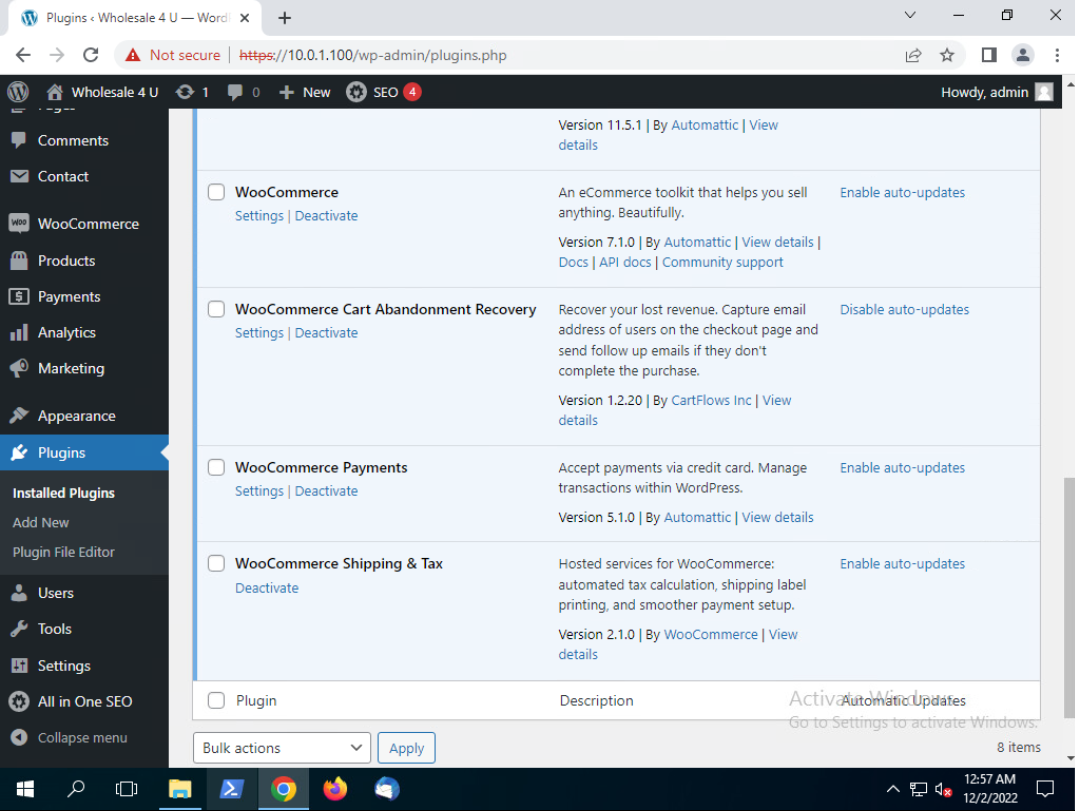 Plugins ‹ Wholesale 4 U — Word
Not secure
https://10.0.1.100/wp-admin/plugins.php
Wholesale 4 U
1
0
New
SEO
4
Howdy, admin
Comments
Contact
WooCommerce
Products
Payments
Analytics
Marketing
Appearance
Plugins
Installed Plugins
Add New
Plugin File Editor
Users
Tools
Settings
All in One SEO
Collapse menu
Version 11.5.1 | By Automattic | View
details
WooCommerce
Settings | Deactivate
An eCommerce toolkit that helps you sell
anything. Beautifully.
Version 7.1.0 | By Automattic | View details |
Docs | API docs | Community support
Enable auto-updates
WooCommerce Cart Abandonment Recovery
Settings | Deactivate
Recover your lost revenue. Capture email
address of users on the checkout page and
send follow up emails if they don't
complete the purchase.
Version 1.2.20 | By CartFlows Inc | View
details
Disable auto-updates
WooCommerce Payments
Settings | Deactivate
Accept payments via credit card. Manage
transactions within WordPress.
Version 5.1.0 | By Automattic | View details
Enable auto-updates
WooCommerce Shipping & Tax
Deactivate
Hosted services for WooCommerce:
automated tax calculation, shipping label
printing, and smoother payment setup.
Version 2.1.0 | By WooCommerce | View
details
Enable auto-updates
Plugin
Description
Automatic Updates
Activate Windows
Go to Settings to activate Windows.
Bulk actions
Apply
8 items
12:57 AM
12/2/2022